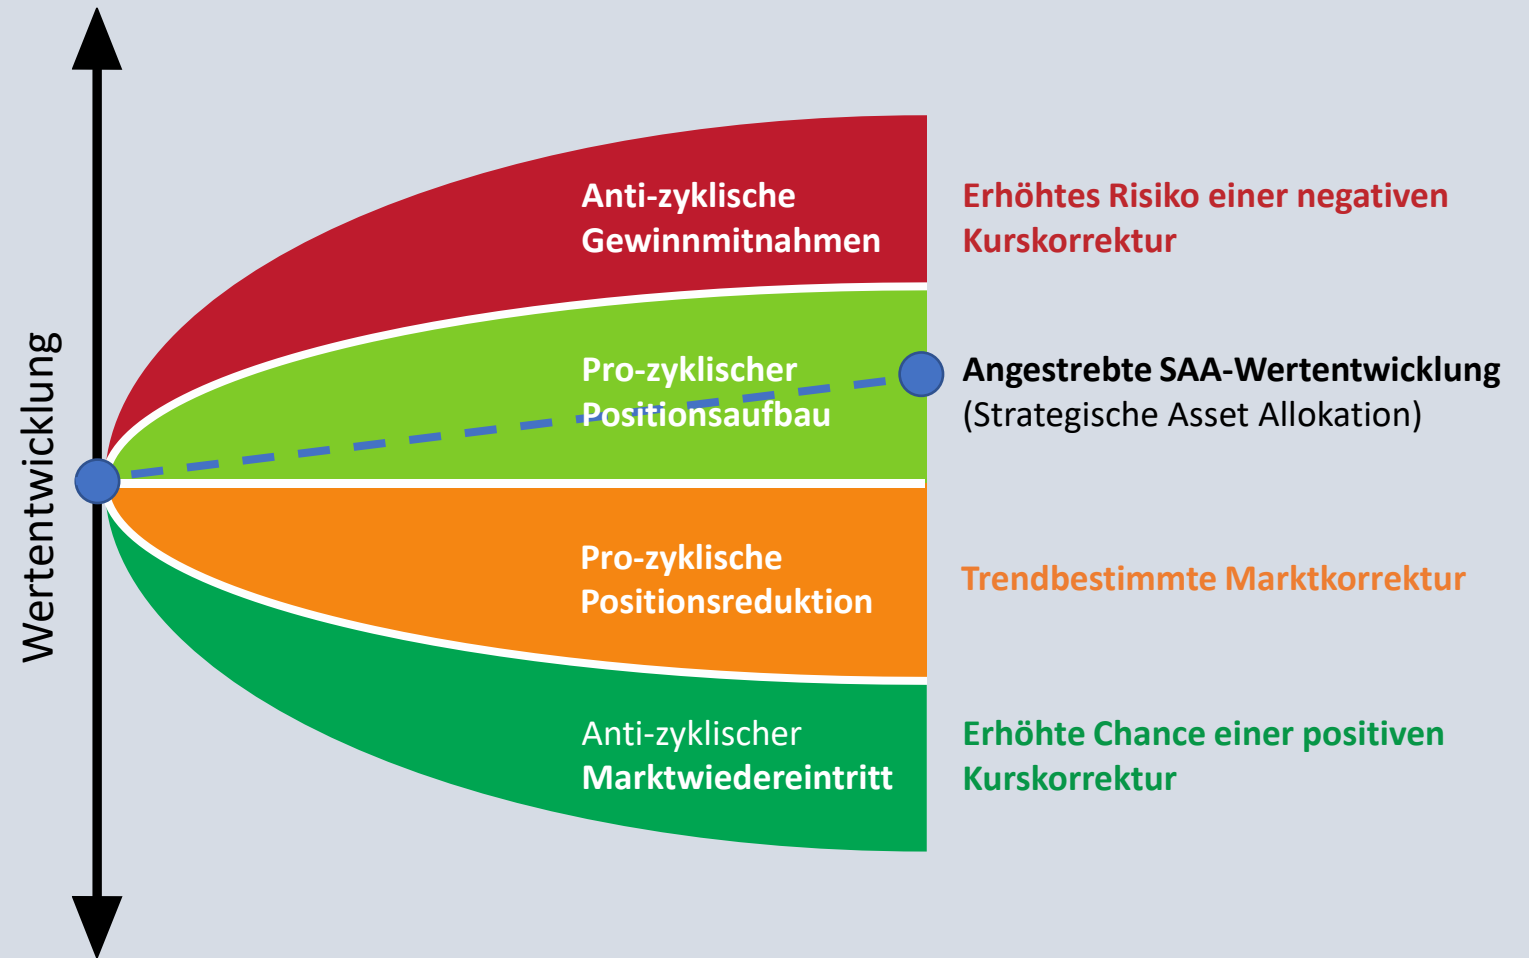 Wertentwicklung
Anti-zyklische
Gewinnmitnahmen
Erhöhtes Risiko einer negativen
Kurskorrektur
Pro-zyklischer
Positionsaufbau
Angestrebte SAA-Wertentwicklung
(Strategische Asset Allokation)
Pro-zyklische
Positionsreduktion
Trendbestimmte Marktkorrektur
Anti-zyklischer
Marktwiedereintritt
Erhöhte Chance einer positiven
Kurskorrektur